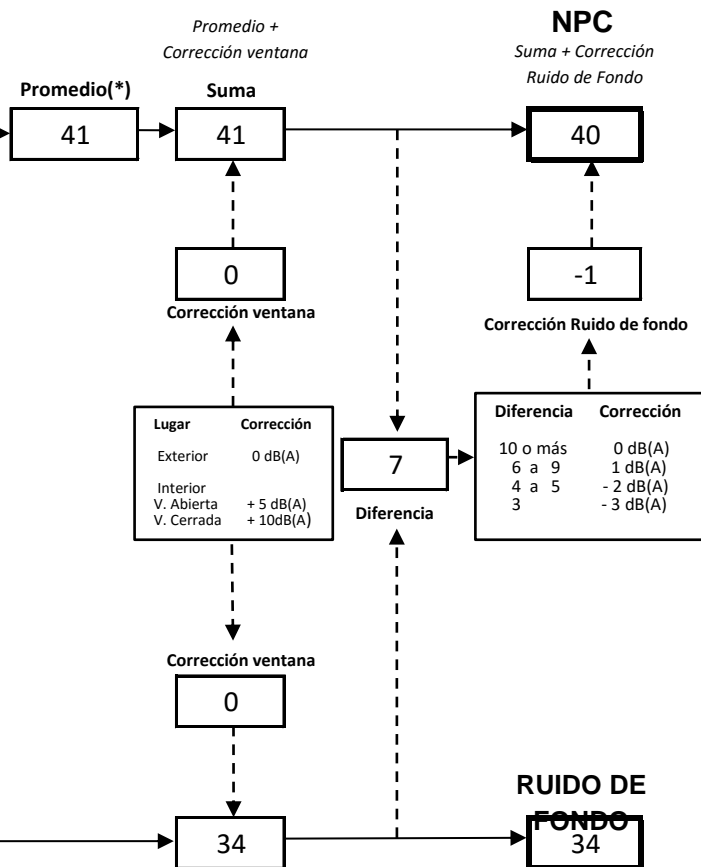 Promedio +
Corrección ventana
NPC
Suma + Corrección
Ruido de Fondo
Promedio(*)
Suma
41
41
40
0
-1
Corrección ventana
Corrección Ruido de fondo
Lugar Corrección
Exterior 0 dB(A)
Interior
V. Abierta + 5 dB(A)
V. Cerrada + 10dB(A)
7
Diferencia
Diferencia Corrección
10 o más 0 dB(A)
6 a 9 1 dB(A)
4 a 5 - 2 dB(A)
3 - 3 dB(A)
Corrección ventana
0
RUIDO DE
FONDO
34
34